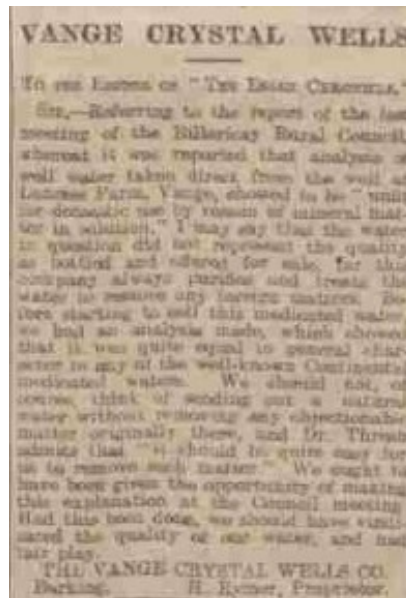 VANGE CRYSTAL WELLS
TO THE EDITOR OF "THE ESSEX CHRONICLE."
SIR,—Referring to the report of the last
meeting of the Billericay Rural Council,
whereat it was reported that analysis of
well water taken direct from the well at
Farm, Vange, showed to be "unfit
for domestic use by reason of mineral mat-
ter in solution," I may say that the water
in question did not represent the quality
as bottled and offered for sale, for this
company always purifies and treats the
water to remove any foreign matters. Be-
fore starting to sell this medicated water,
we had an analysis made, which showed
that it was quite equal in general char-
acter to any of the well-known Continental
medicated waters. We should not, of
course, think of sending out a natural
water without removing any objectionable
matter originally there, and Dr. Thresh
admits that "it should be quite easy for
us to remove such matter." We ought to
have been given the opportunity of making
this explanation at the Council meeting.
Had this been done, we should have vindi-
cated the quality of our water, and had
fair play.
THE VANGE CRYSTAL WELLS CO.
Barking. H. Proprietor.